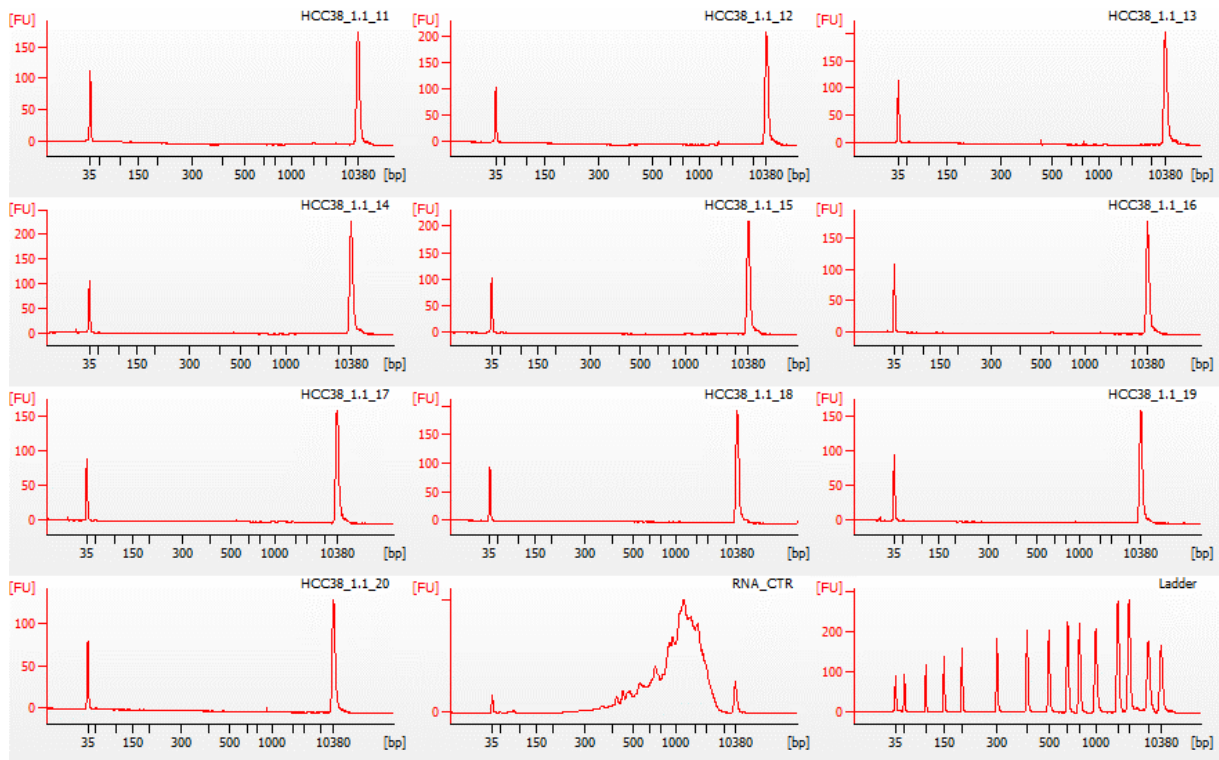 [FU] HCC38_1.1_11
150
100
50
0
35 150 300 500 1000 10380 [bp]
[FU] HCC38_1.1_12
200
150
100
50
0
35 150 300 500 1000 10380 [bp]
[FU] HCC38_1.1_13
150
100
50
0
35 150 300 500 1000 10380 [bp]
[FU] HCC38_1.1_14
200
150
100
50
0
35 150 300 500 1000 10380 [bp]
[FU] HCC38_1.1_15
200
150
100
50
0
35 150 300 500 1000 10380 [bp]
[FU] HCC38_1.1_16
150
100
50
0
35 150 300 500 1000 10380 [bp]
[FU] HCC38_1.1_17
150
100
50
0
35 150 300 500 1000 10380 [bp]
[FU] HCC38_1.1_18
150
100
50
0
35 150 300 500 1000 10380 [bp]
[FU] HCC38_1.1_19
150
100
50
0
35 150 300 500 1000 10380 [bp]
[FU] HCC38_1.1_20
100
50
0
35 150 300 500 1000 10380 [bp]
[FU] RNA_CTR
0
35 150 300 500 1000 10380 [bp]
[FU] Ladder
200
100
0
35 150 300 500 1000 10380 [bp]